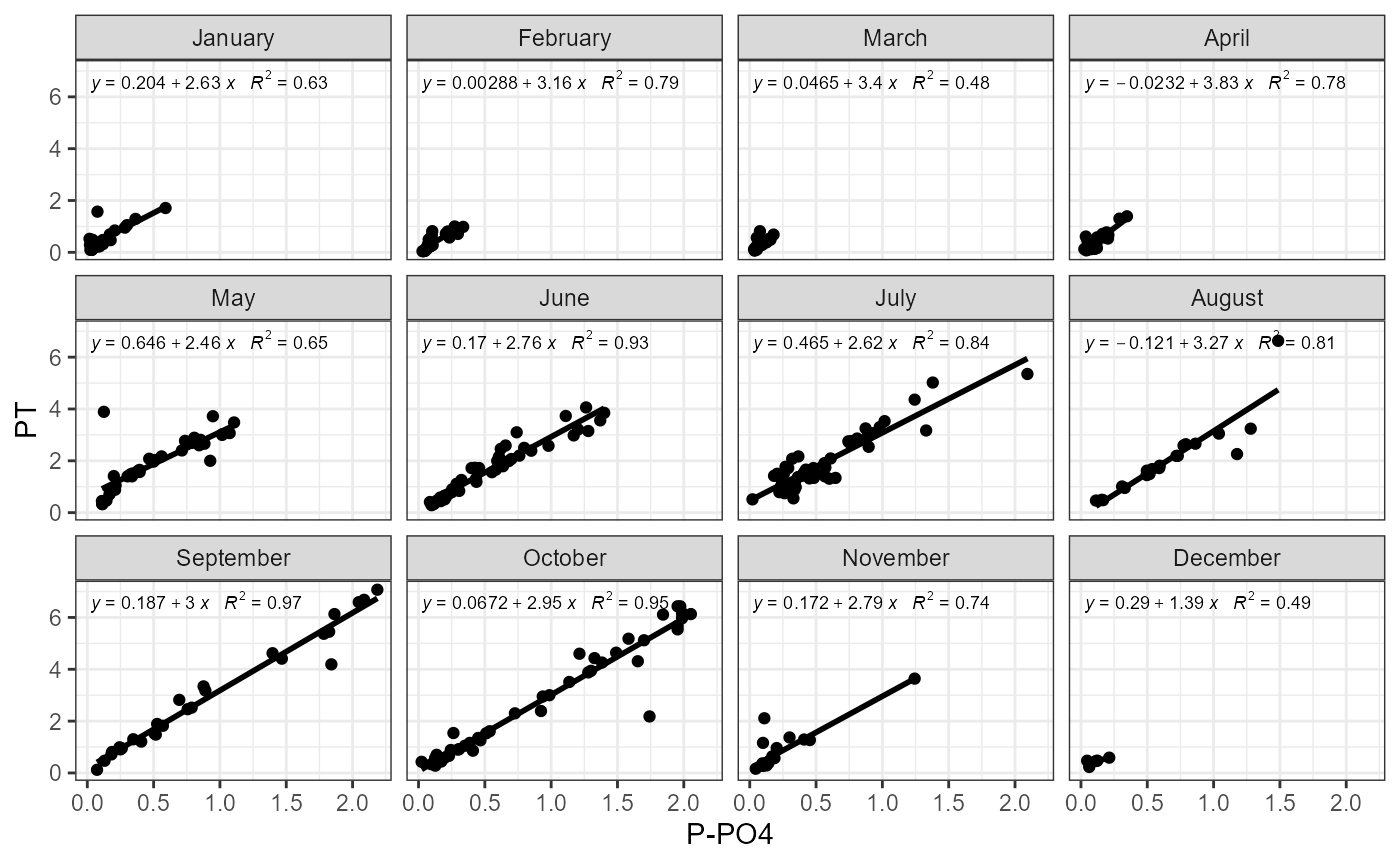 January February March April
y = 0.204 + 2.63 x R² = 0.63 y = 0.00288 + 3.16 x R² = 0.79 y = 0.0465 + 3.4 x R² = 0.48 y = −0.0232 + 3.83 x R² = 0.78
6
4
2
0
May June July August
y = 0.646 + 2.46 x R² = 0.65 y = 0.17 + 2.76 x R² = 0.93 y = 0.465 + 2.62 x R² = 0.84 y = −0.121 + 3.27 x R² = 0.81
6
4
2
0
PT
September October November December
y = 0.187 + 3 x R² = 0.97 y = 0.0672 + 2.95 x R² = 0.95 y = 0.172 + 2.79 x R² = 0.74 y = 0.29 + 1.39 x R² = 0.49
6
4
2
0
0.0 0.5 1.0 1.5 2.0 0.0 0.5 1.0 1.5 2.0 0.0 0.5 1.0 1.5 2.0 0.0 0.5 1.0 1.5 2.0
P-PO4